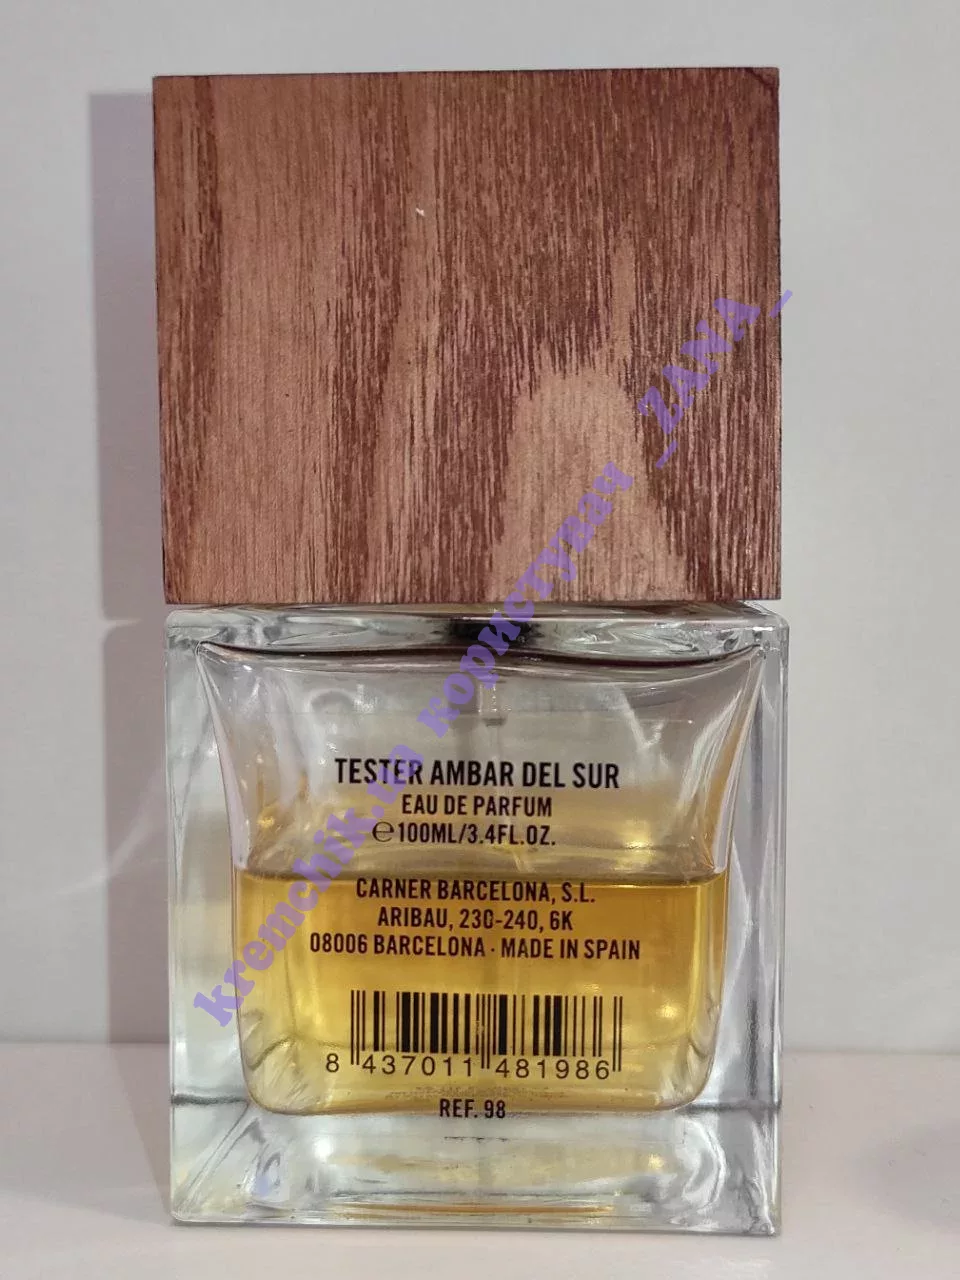 TESTER AMBAR DEL SUR
EAU DE PARFUM
℮100ML/3.4FL.OZ.
CARNER BARCELONA, S.L.
ARIBAU, 230-240, 6K
08006 BARCELONA · MADE IN SPAIN
8 437011 481986
REF. 98
kremchik.ua користувач _ZANA_